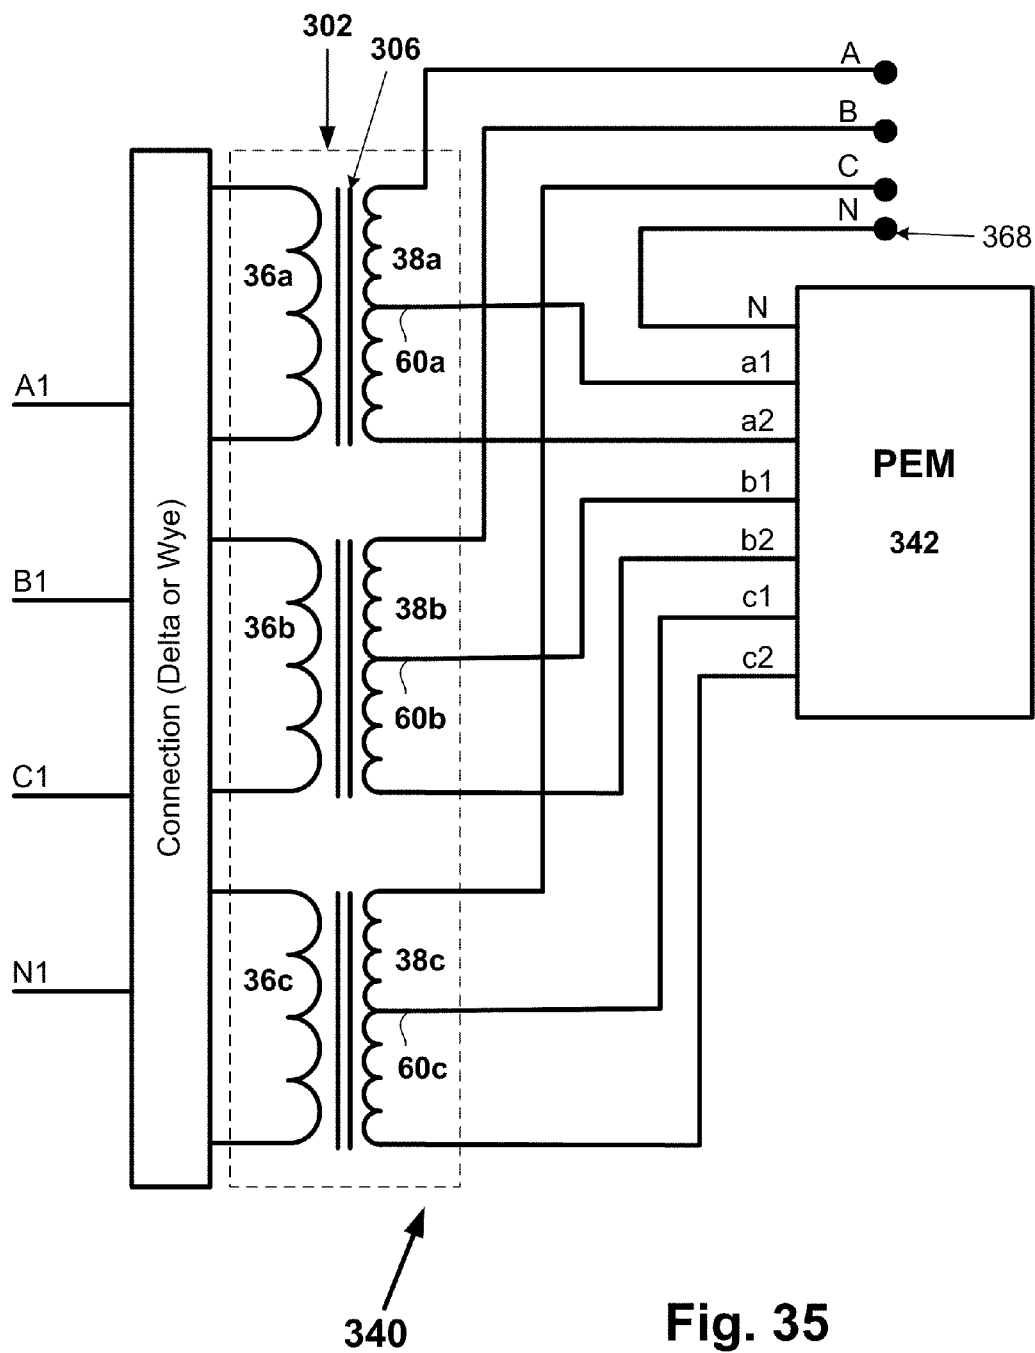 302
306
A
B
C
N
368
36a
38a
60a
N
a1
a2
b1
b2
c1
c2
PEM
342
A1
B1
C1
N1
Connection (Delta or Wye)
36b
38b
60b
36c
38c
60c
340
Fig. 35